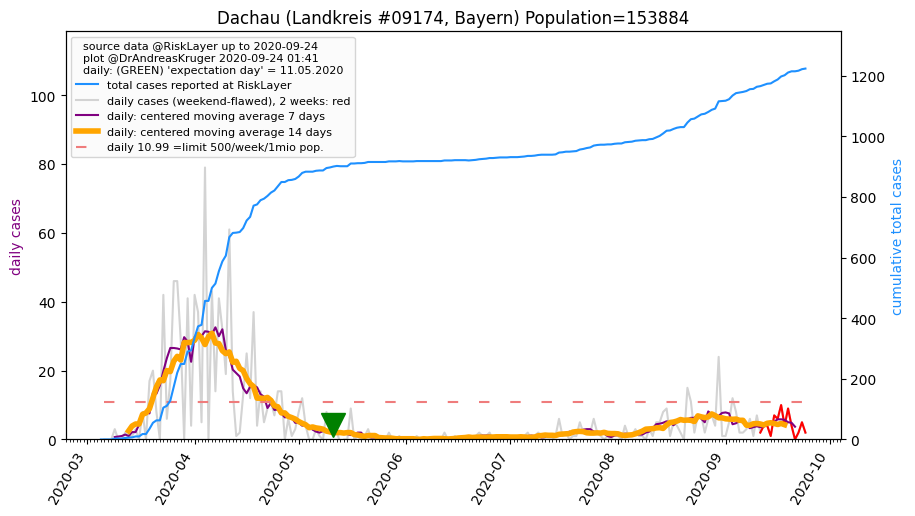 Dachau (Landkreis #09174, Bayern) Population=153884
source data @RiskLayer up to 2020-09-24
plot @DrAndreasKruger 2020-09-24 01:41
daily: (GREEN) 'expectation day' = 11.05.2020
total cases reported at RiskLayer
daily cases (weekend-flawed), 2 weeks: red
daily: centered moving average 7 days
daily: centered moving average 14 days
daily 10.99 =limit 500/week/1mio pop.
daily cases
100
80
60
40
20
0
cumulative total cases
1200
1000
800
600
400
200
0
2020-03
2020-04
2020-05
2020-06
2020-07
2020-08
2020-09
2020-10